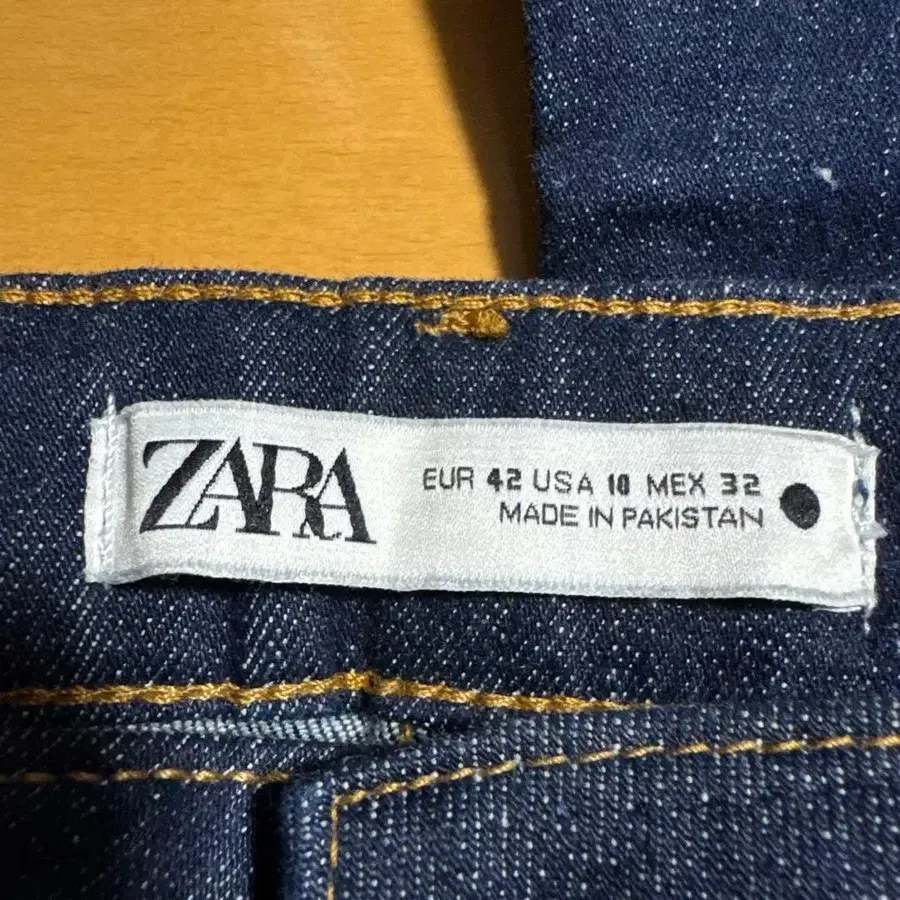 ZARA
EUR 42 USA 10 MEX 32
MADE IN PAKISTAN